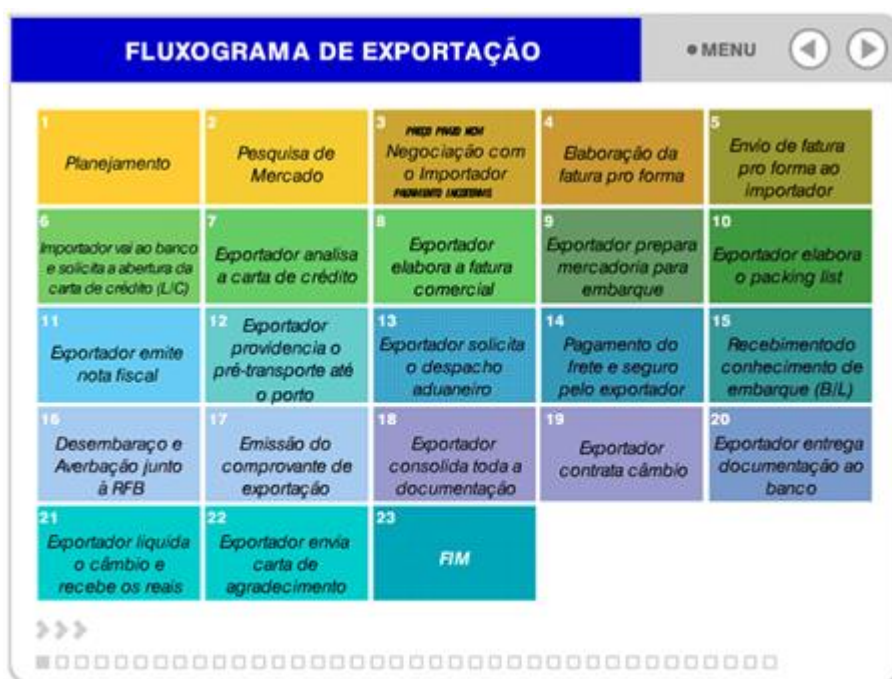 FLUXOGRAMA DE EXPORTAÇÃO
MENU
1
Planejamento
2
Pesquisa de
Mercado
3
Negociação com
o Importador
4
Elaboração da
fatura pro forma
5
Envio de fatura
pro forma ao
importador
6
Importador vai ao banco
e solicita a abertura da
carta de crédito (L/C)
7
Exportador analisa
a carta de crédito
8
Exportador
elabora a fatura
comercial
9
Exportador prepara
mercadoria para
embarque
10
Exportador elabora
o packing list
11
Exportador emite
nota fiscal
12
Exportador
providencia o
pré-transporte até
o porto
13
Exportador solicita
o despacho
aduaneiro
14
Pagamento do
frete e seguro
pelo exportador
15
Recebimentodo
conhecimento de
embarque (B/L)
16
Desembaraço e
Averbação junto
à RFB
17
Emissão do
comprovante de
exportação
18
Exportador
consolida toda a
documentação
19
Exportador
contrata câmbio
20
Exportador entrega
documentação ao
banco
21
Exportador liquida
o câmbio e
recebe os reais
22
Exportador envia
carta de
agradecimento
23
FIM